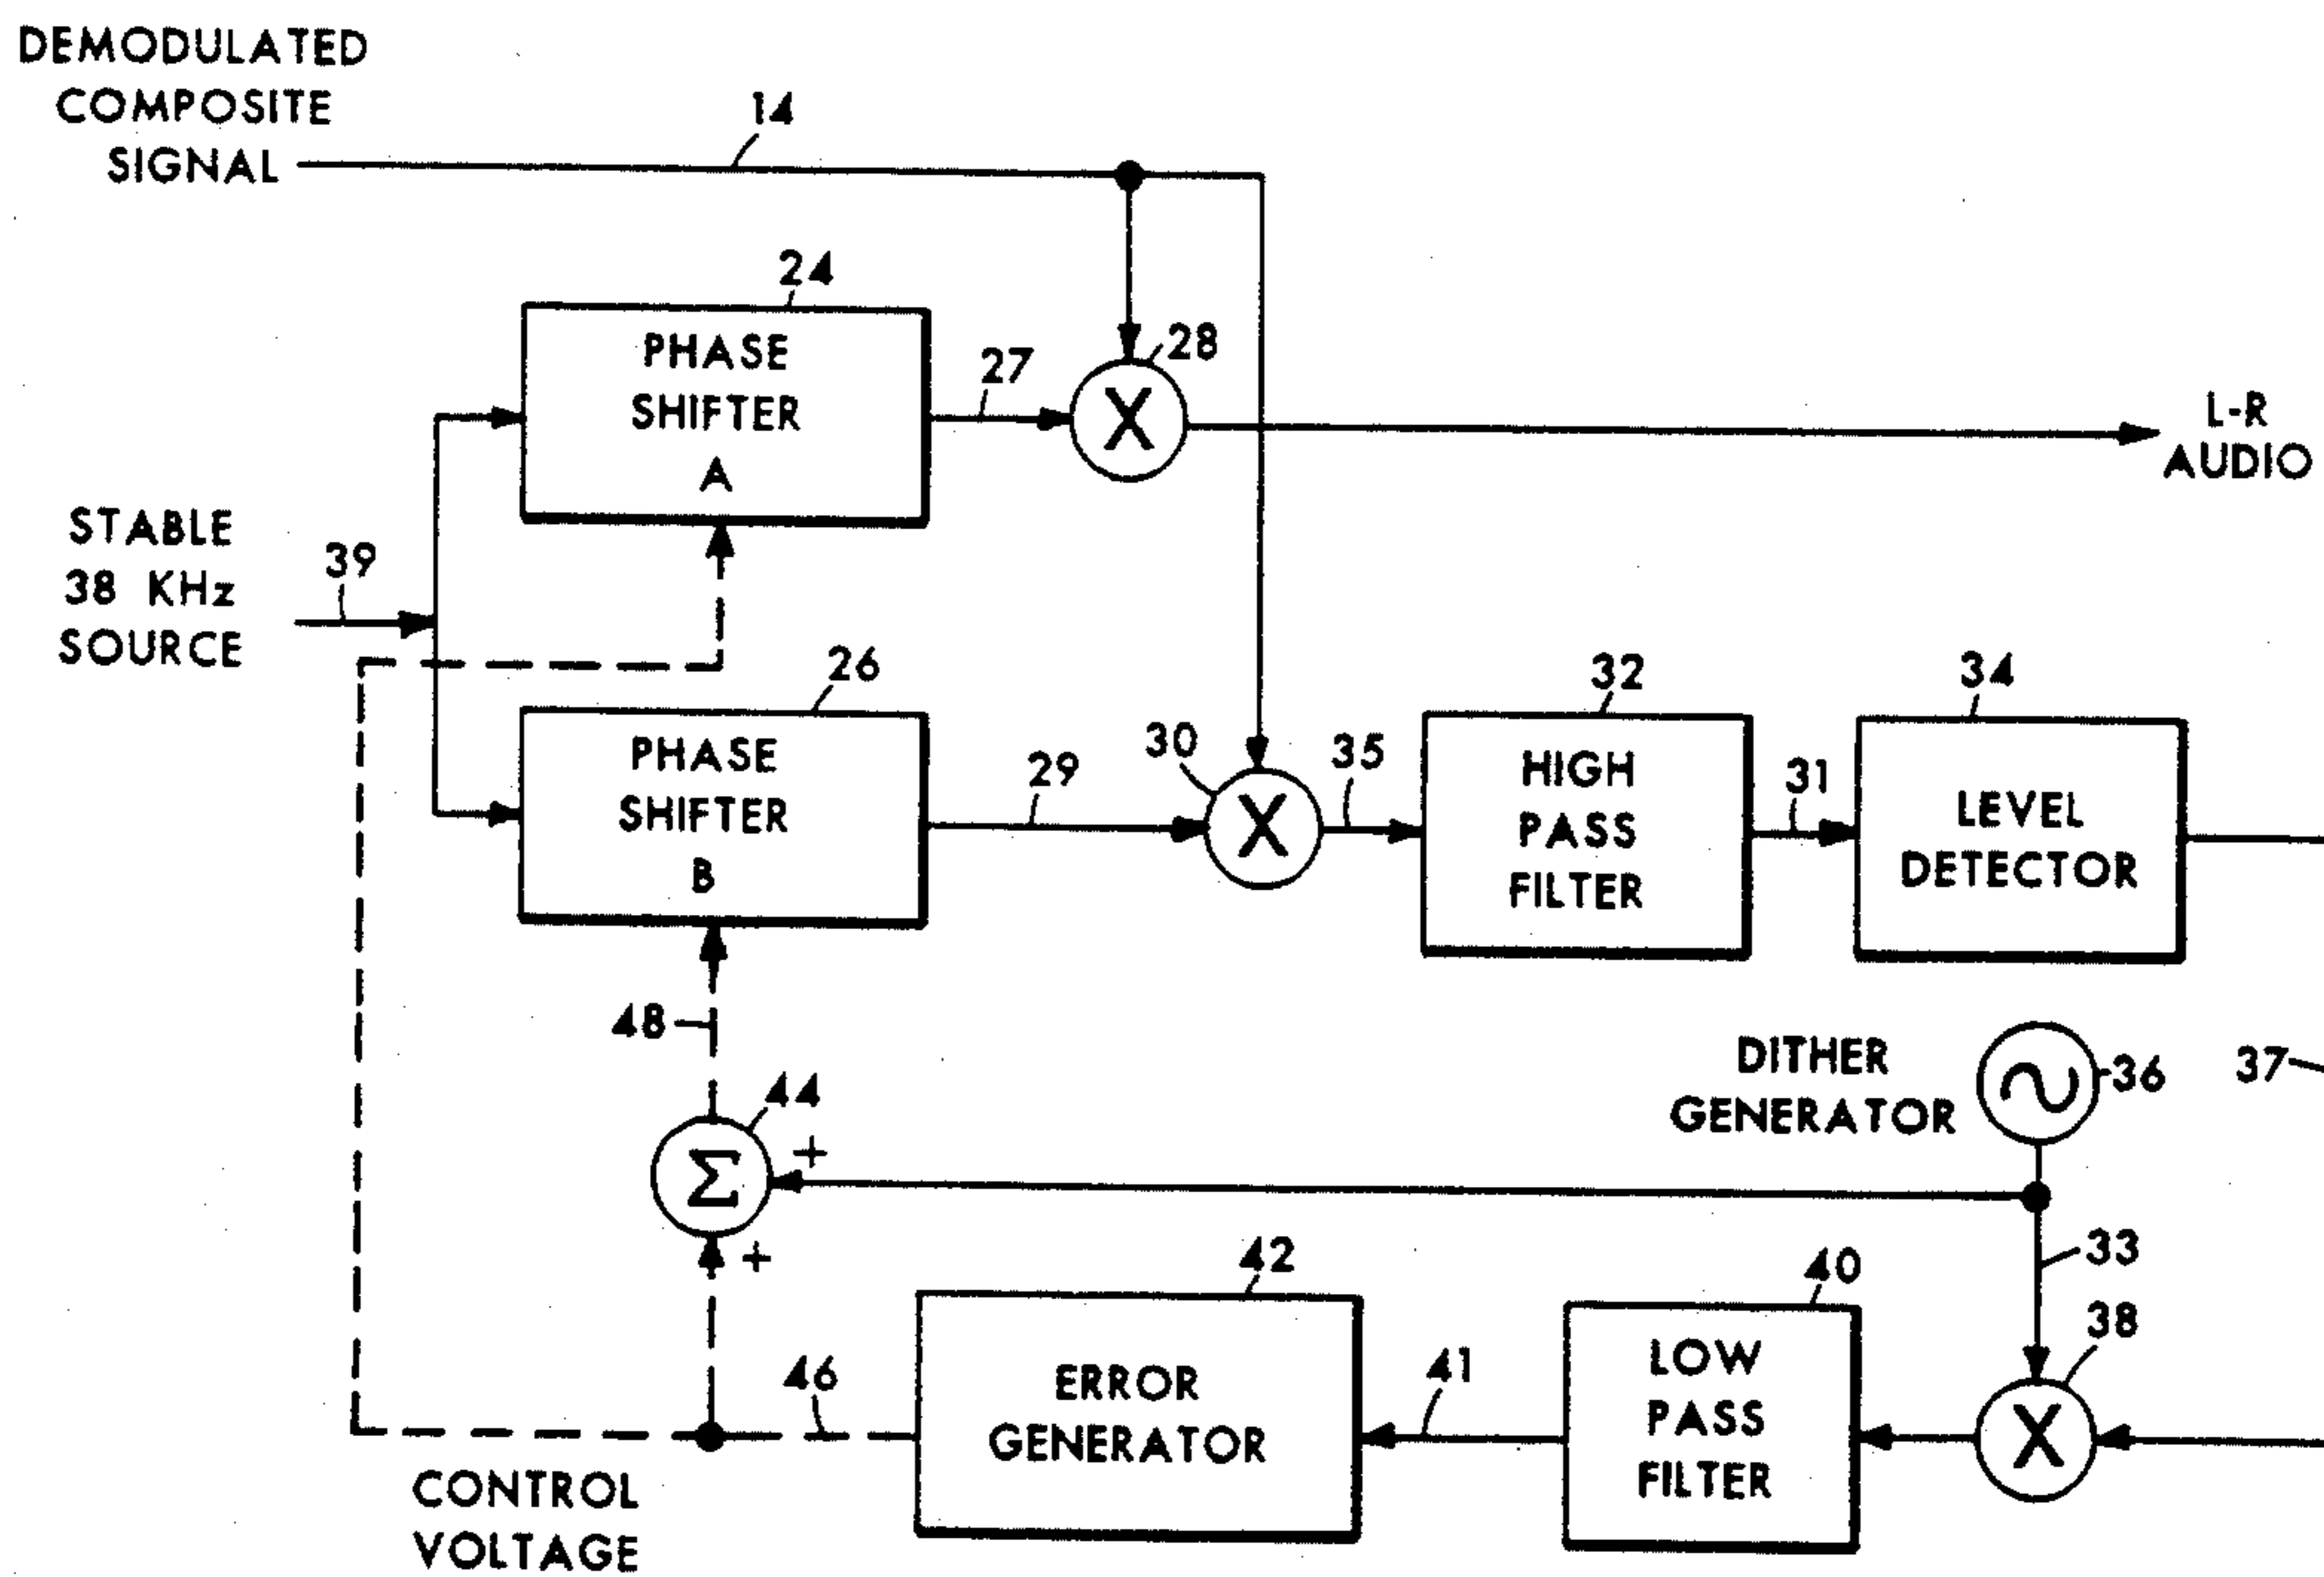 DEMODULATED
COMPOSITE
SIGNAL
14
24
PHASE
SHIFTER
A
27
28
X
L-R
AUDIO
STABLE
38 KHz
SOURCE
39
26
PHASE
SHIFTER
B
29
30
X
35
32
HIGH
PASS
FILTER
31
34
LEVEL
DETECTOR
48
44
Σ
+
+
DITHER
GENERATOR
36
37
33
38
X
40
LOW
PASS
FILTER
41
42
ERROR
GENERATOR
46
CONTROL
VOLTAGE